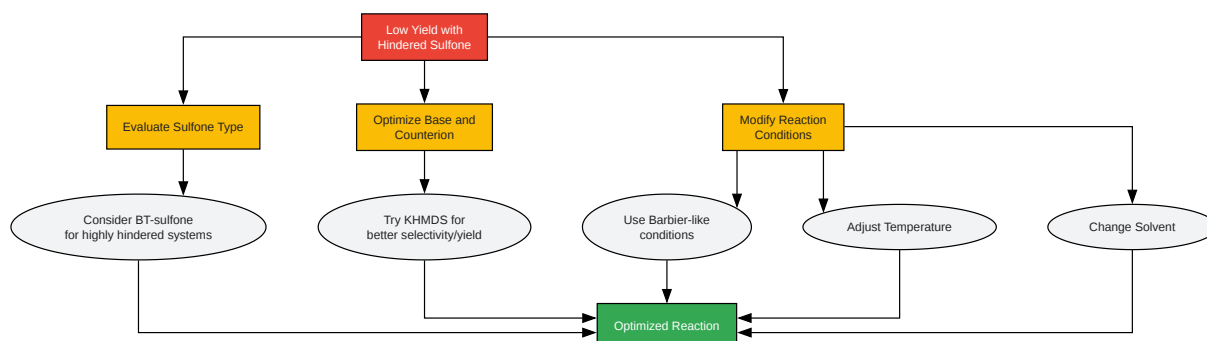 Low Yield with
Hindered Sulfone
Evaluate Sulfone Type
Optimize Base and
Counterion
Modify Reaction
Conditions
Consider BT-sulfone
for highly hindered systems
Try KHMDS for
better selectivity/yield
Use Barbier-like
conditions
Adjust Temperature
Change Solvent
Optimized Reaction